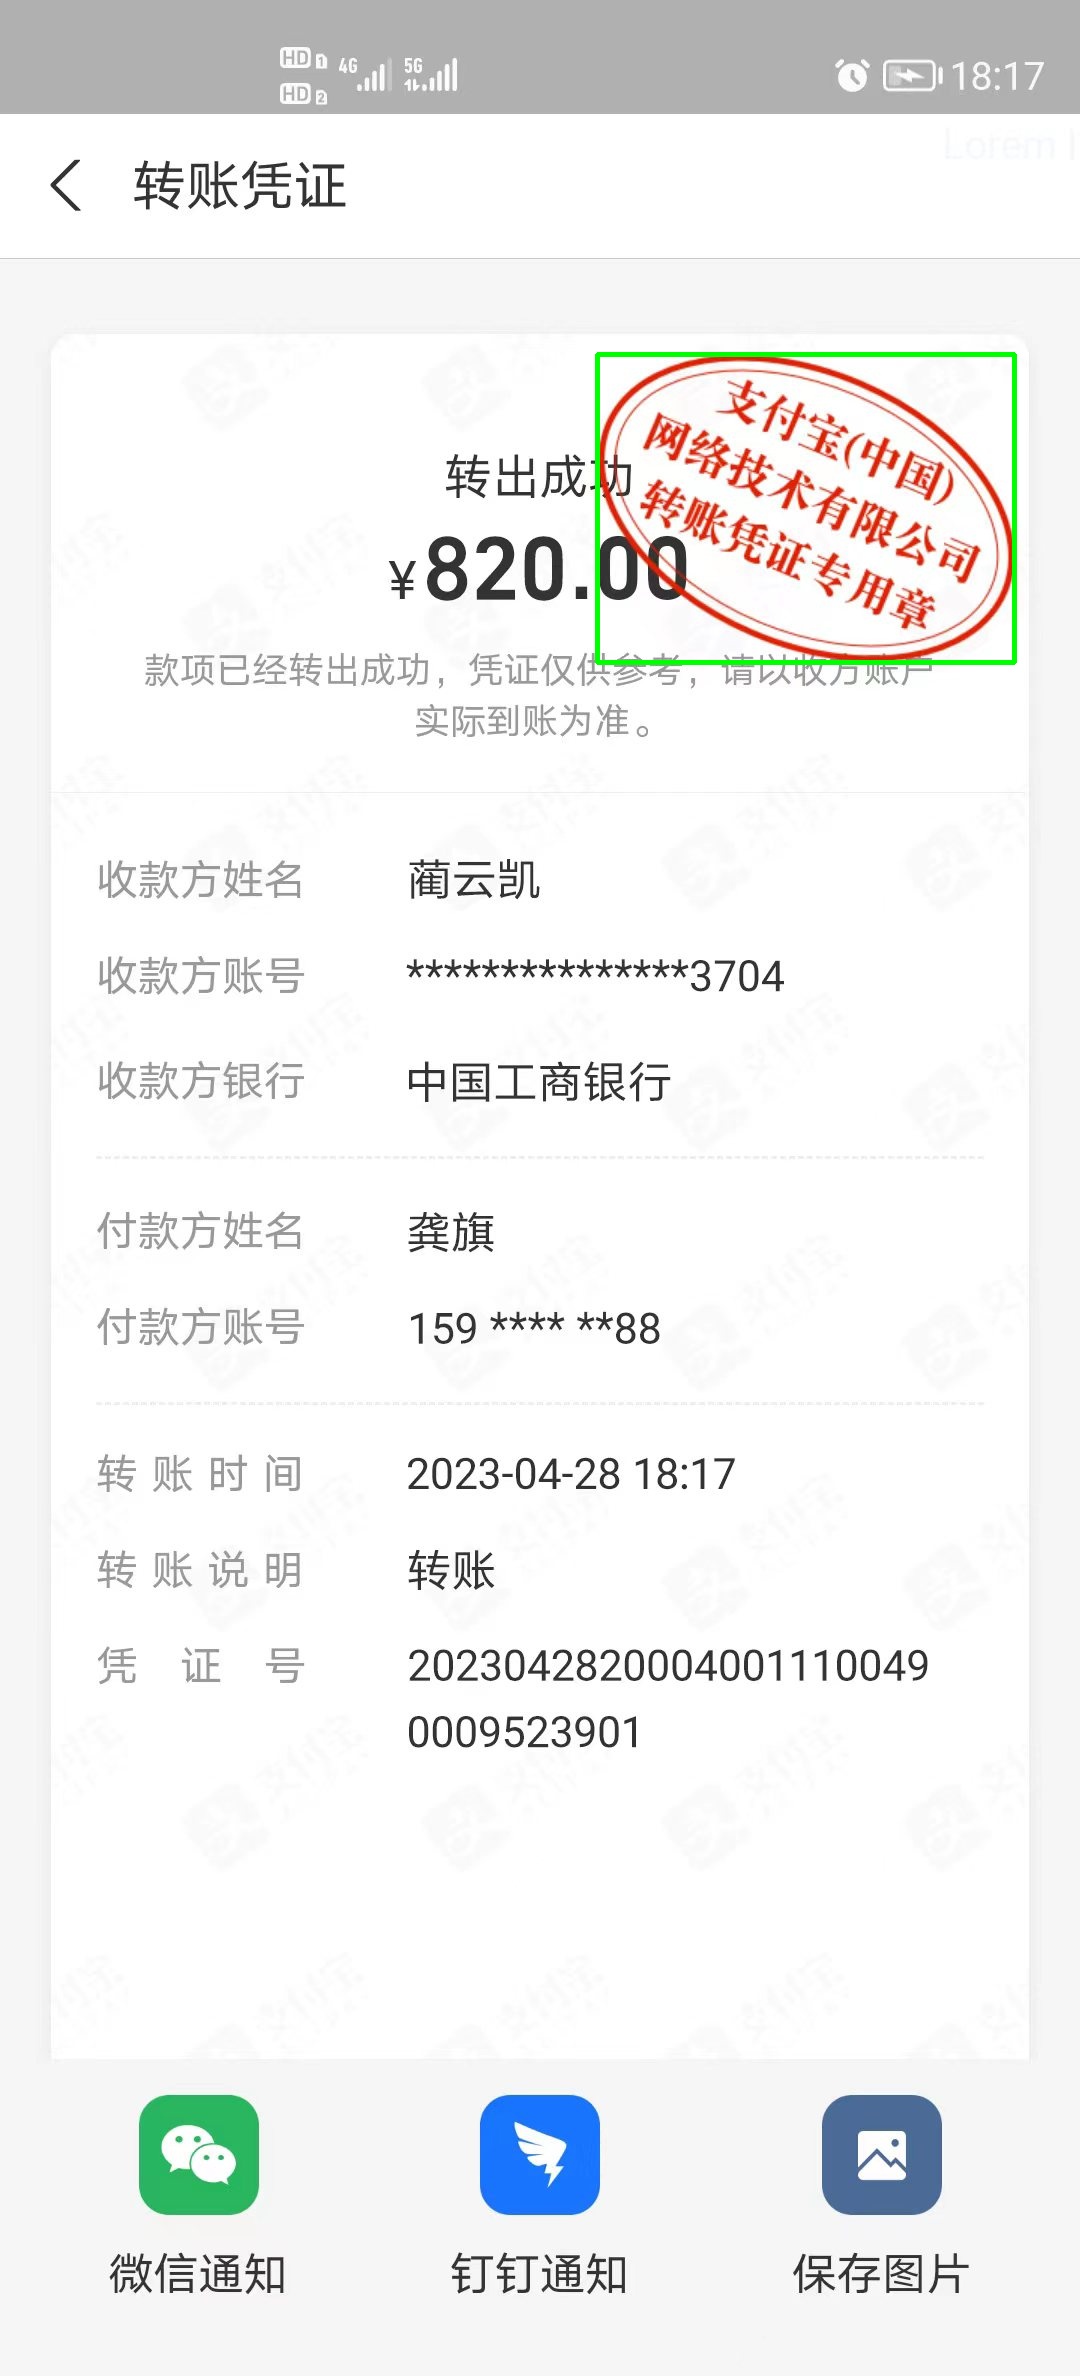 HD 1 4G 5G
HD 2
18:17
Lorem I
转账凭证
支付宝(中国)
网络技术有限公司
转账凭证专用章
转出成功
¥820.00
款项已经转出成功，凭证仅供参考，请以收方账户
实际到账为准。
收款方姓名 蔺云凯
收款方账号 ***************3704
收款方银行 中国工商银行
付款方姓名 龚旗
付款方账号 159 **** **88
转账时间 2023-04-28 18:17
转账说明 转账
凭证号 2023042820004001110049
0009523901
微信通知 钉钉通知 保存图片